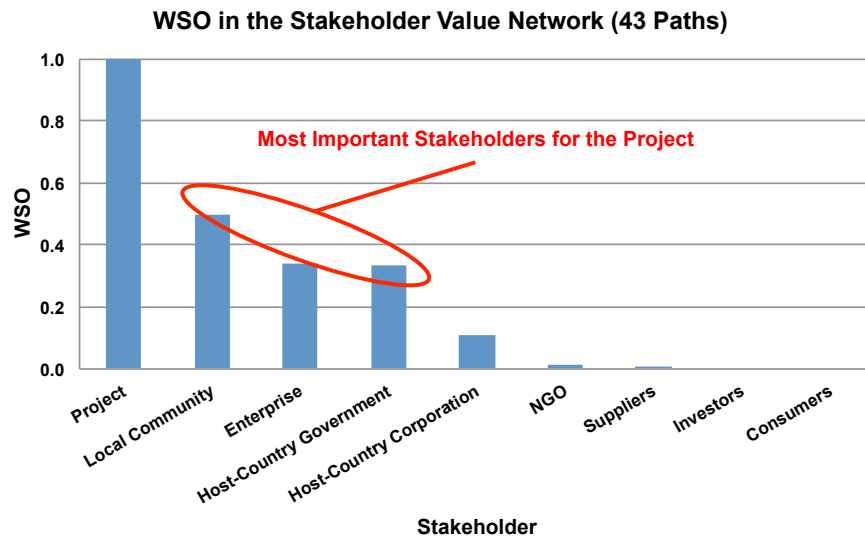 WSO in the Stakeholder Value Network (43 Paths)
1.0
0.8
Most Important Stakeholders for the Project
0.6
WSO
0.4
0.2
0.0
Project
Local Community
Enterprise
Host-Country Government
Host-Country Corporation
NGO
Suppliers
Investors
Consumers
Stakeholder